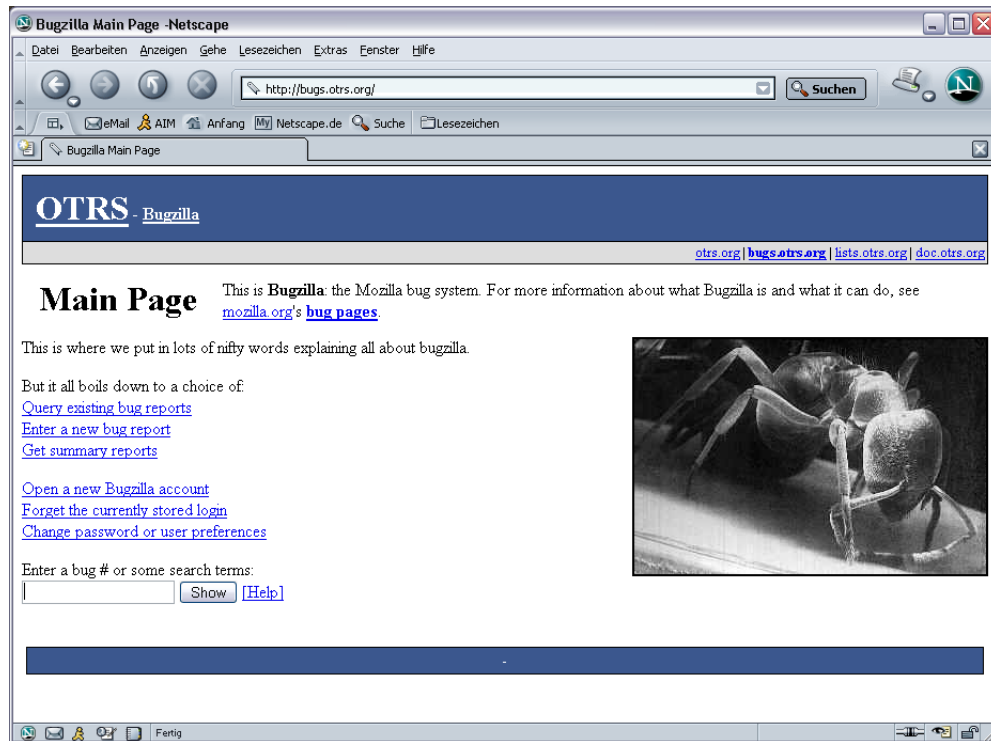 Bugzilla Main Page -Netscape
Datei Bearbeiten Anzeigen Gehe Lesezeichen Extras Fenster Hilfe
http://bugs.otrs.org/
Suchen
N
eMail AIM Anfang My Netscape.de Suche Lesezeichen
Bugzilla Main Page
OTRS - Bugzilla
otrs.org | bugs.otrs.org | lists.otrs.org | doc.otrs.org
Main Page
This is Bugzilla: the Mozilla bug system. For more information about what Bugzilla is and what it can do, see
mozilla.org's bug pages.
This is where we put in lots of nifty words explaining all about bugzilla.
But it all boils down to a choice of:
Query existing bug reports
Enter a new bug report
Get summary reports
Open a new Bugzilla account
Forget the currently stored login
Change password or user preferences
Enter a bug # or some search terms:
Show [Help]
-
Fertig